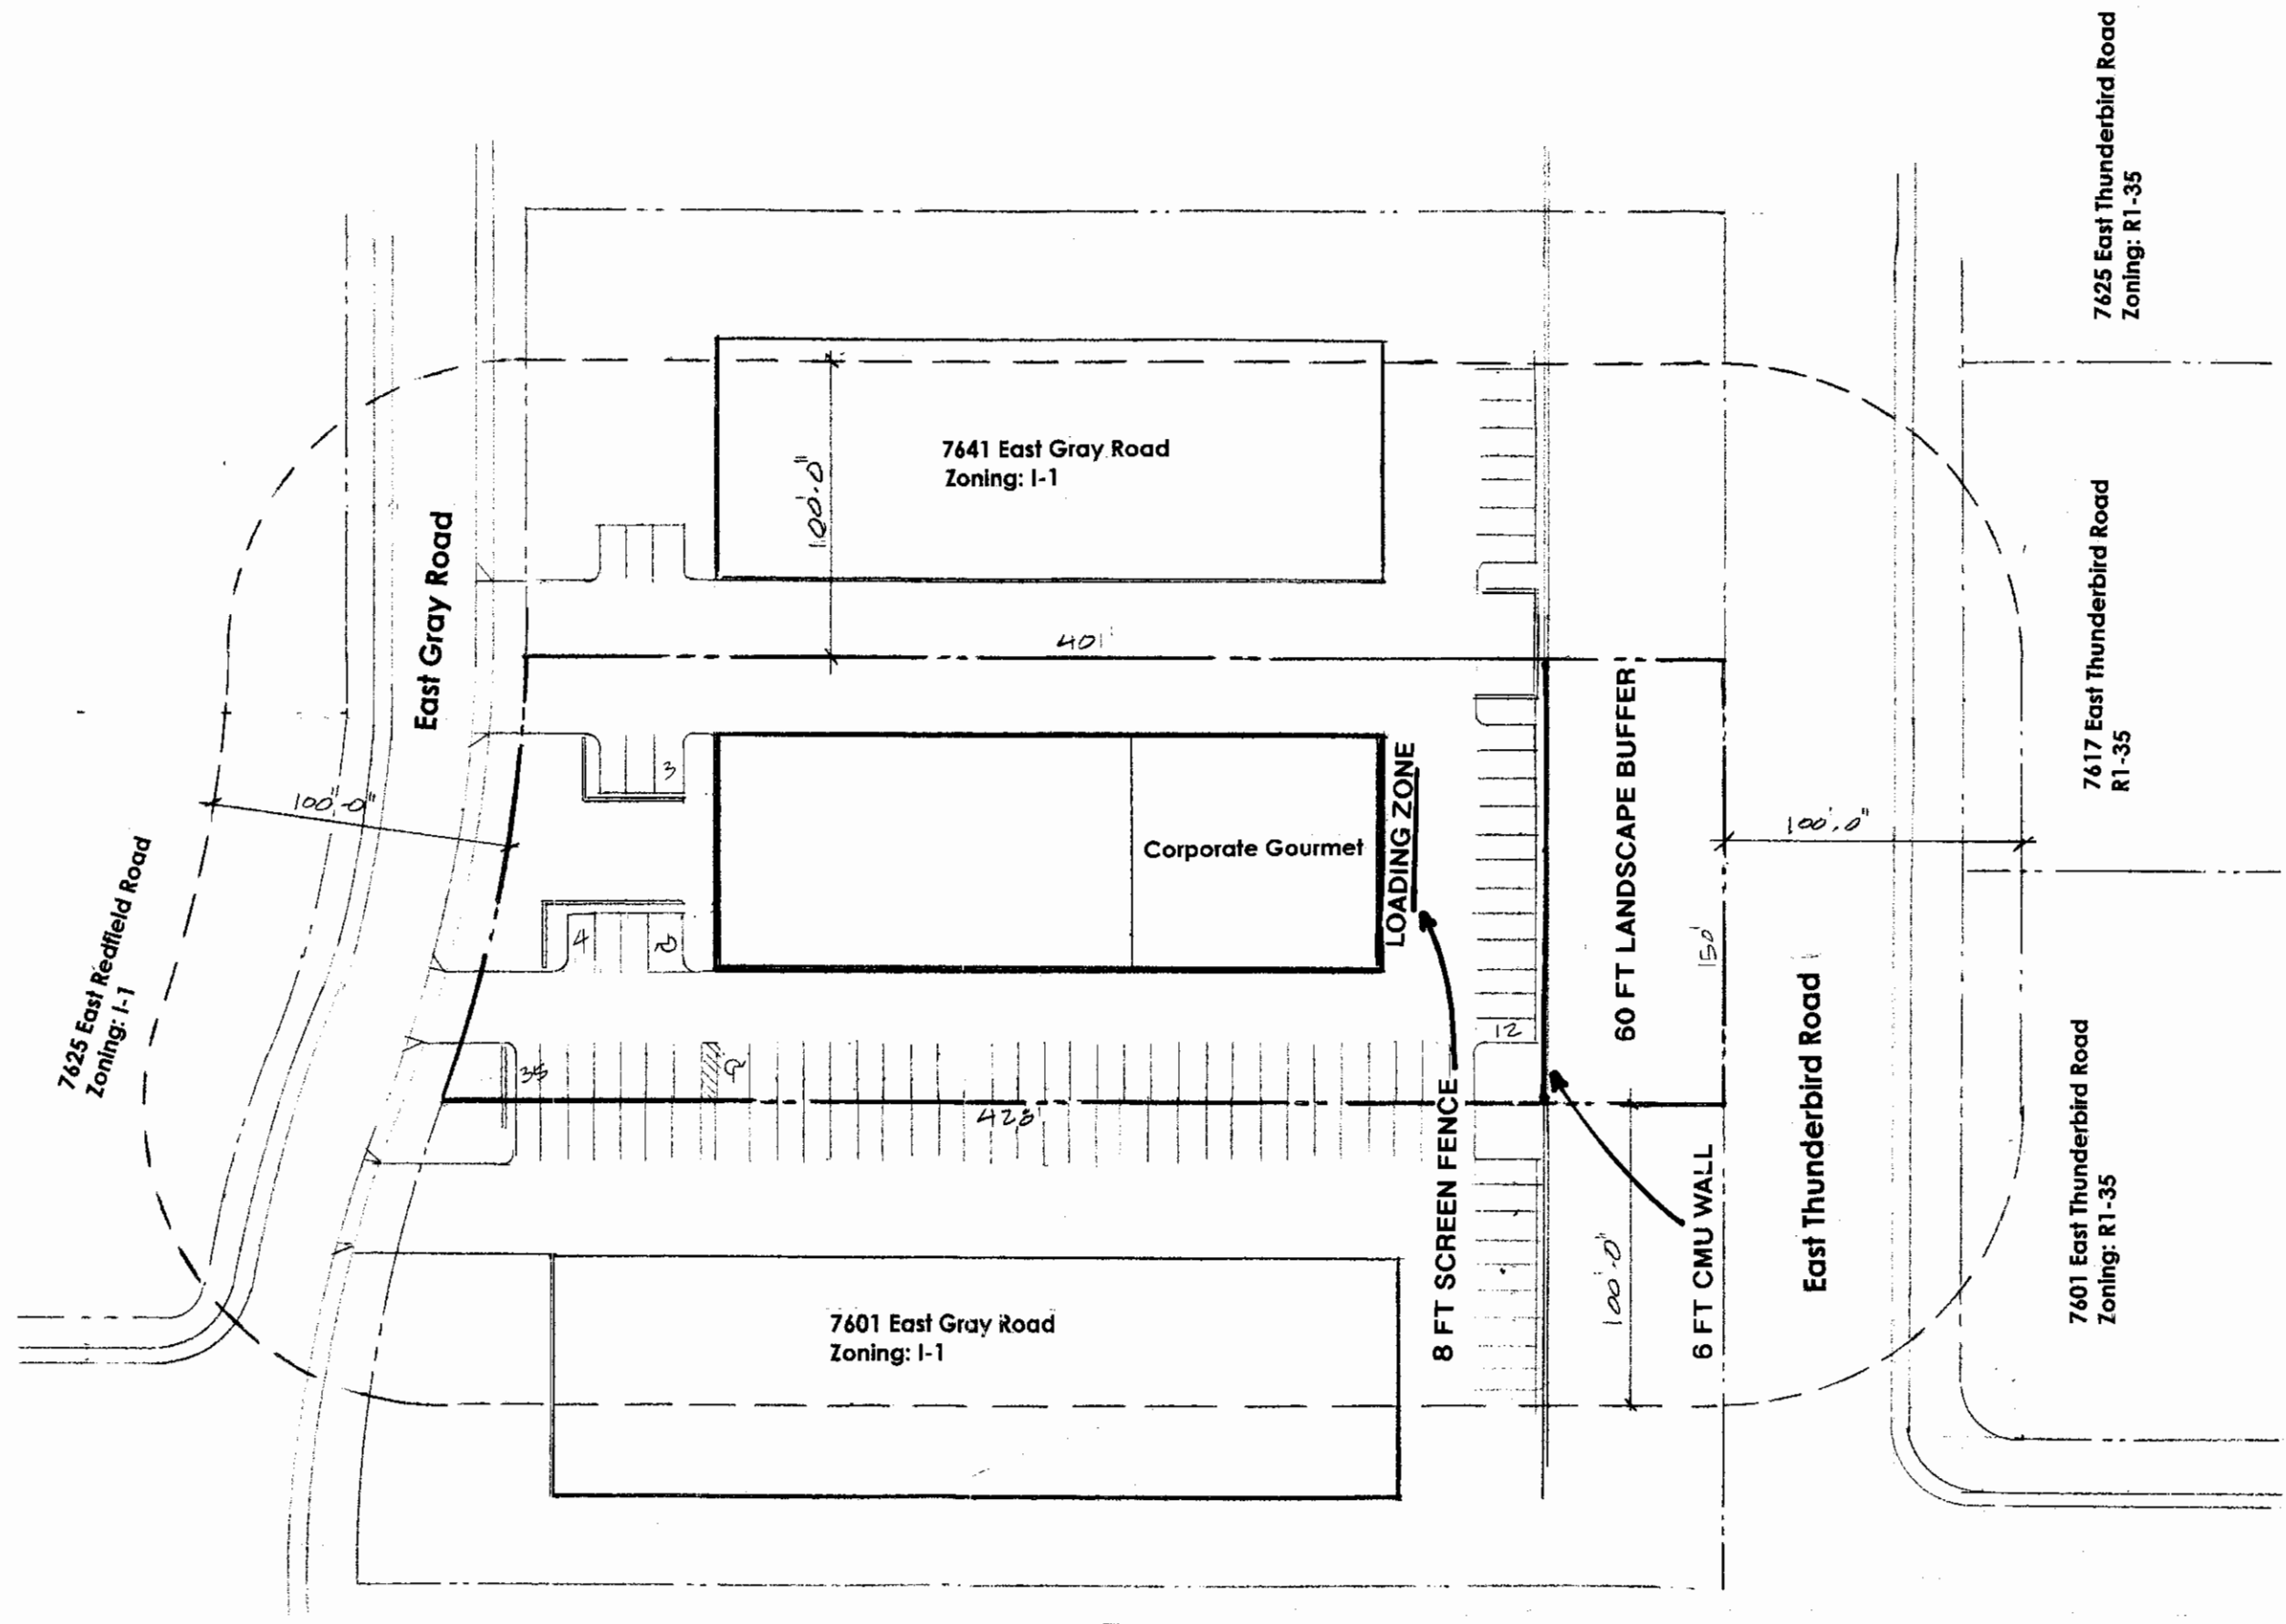 7625 East Thunderbird Road
Zoning: R1-35
7641 East Gray Road
Zoning: I-1
100'-0"
East Gray Road
7617 East Thunderbird Road
R1-35
401'
60 FT LANDSCAPE BUFFER
3
LOADING ZONE
100'-0"
Corporate Gourmet
100'-0"
7625 East Redfield Road
Zoning: I-1
4
150'
12
35
428'
East Thunderbird Road
7601 East Thunderbird Road
Zoning: R1-35
8 FT SCREEN FENCE
6 FT CMU WALL
100'-0"
7601 East Gray Road
Zoning: I-1